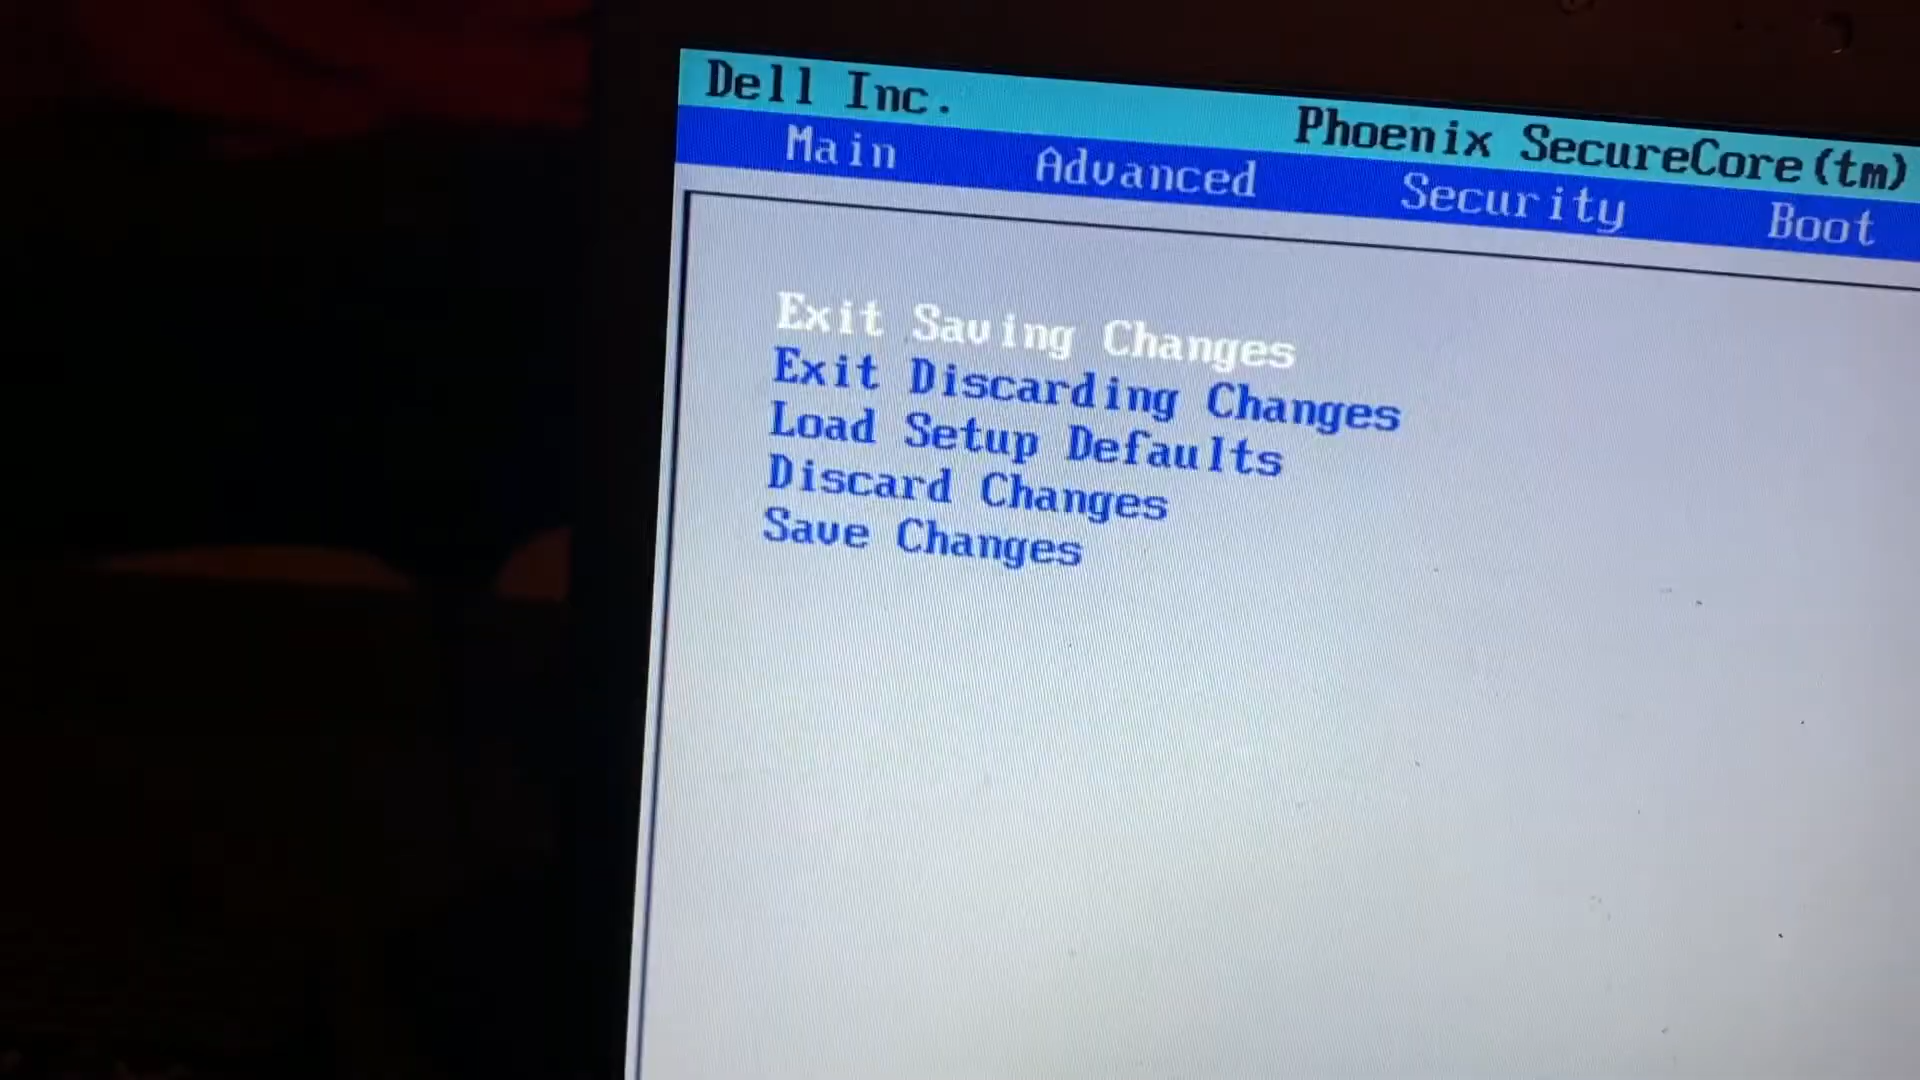 Dell Inc.
Phoenix SecureCore(tm)
Main Advanced Security Boot
Exit Saving Changes
Exit Discarding Changes
Load Setup Defaults
Discard Changes
Save Changes